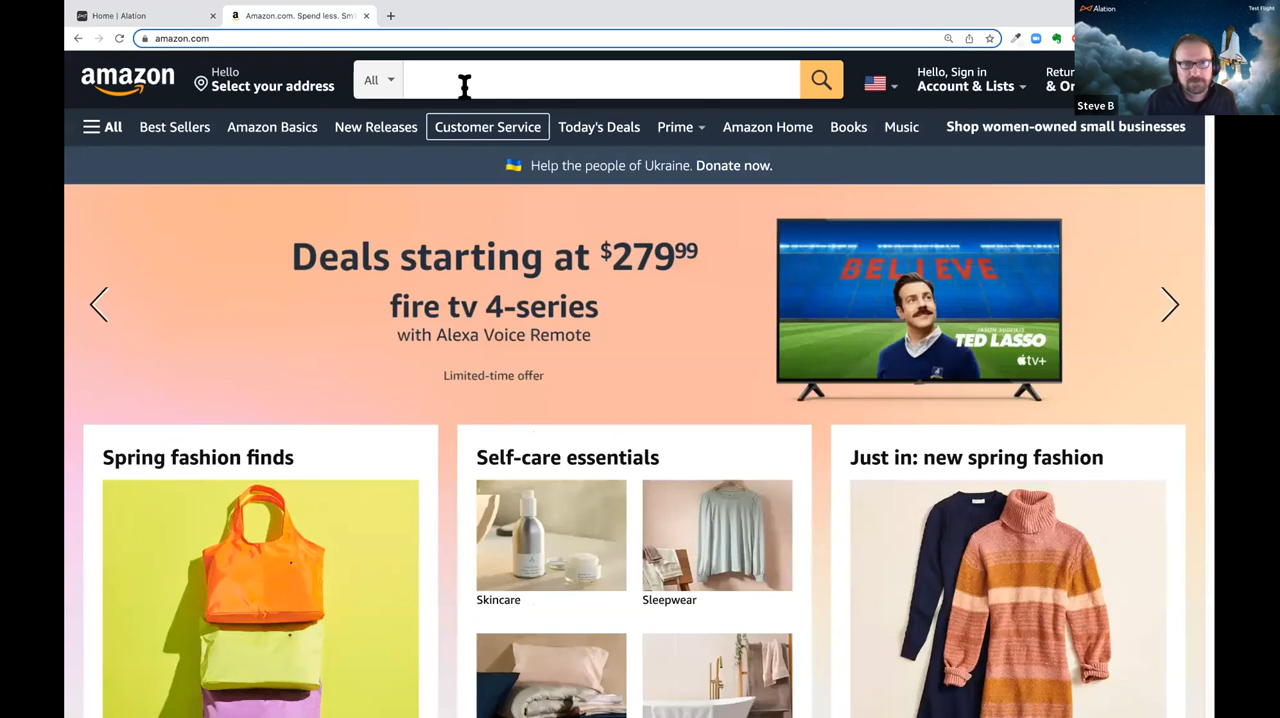 Home | Alation
Amazon.com. Spend less. Sm
amazon.com
Alation
Test Flight
Steve B
amazon
Hello
Select your address
All
Hello, Sign in
Account & Lists
Retur
& Or
All
Best Sellers
Amazon Basics
New Releases
Customer Service
Today's Deals
Prime
Amazon Home
Books
Music
Shop women-owned small businesses
Help the people of Ukraine. Donate now.
Deals starting at $279⁹⁹
fire tv 4-series
with Alexa Voice Remote
Limited-time offer
BELIEVE
TED LASSO
tv+
Spring fashion finds
Self-care essentials
Just in: new spring fashion
Skincare
Sleepwear